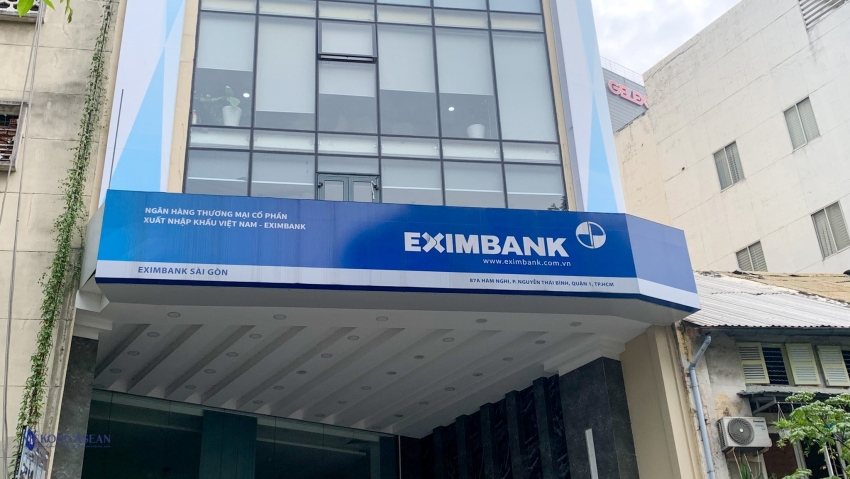 NGÂN HÀNG THƯƠNG MẠI CỔ PHẦN
XUẤT NHẬP KHẨU VIỆT NAM - EXIMBANK
EXIMBANK
www.eximbank.com.vn
EXIMBANK SÀI GÒN
87A HÀM NGHI, P. NGUYỄN THÁI BÌNH, QUẬN 1, TP.HCM
GELEX